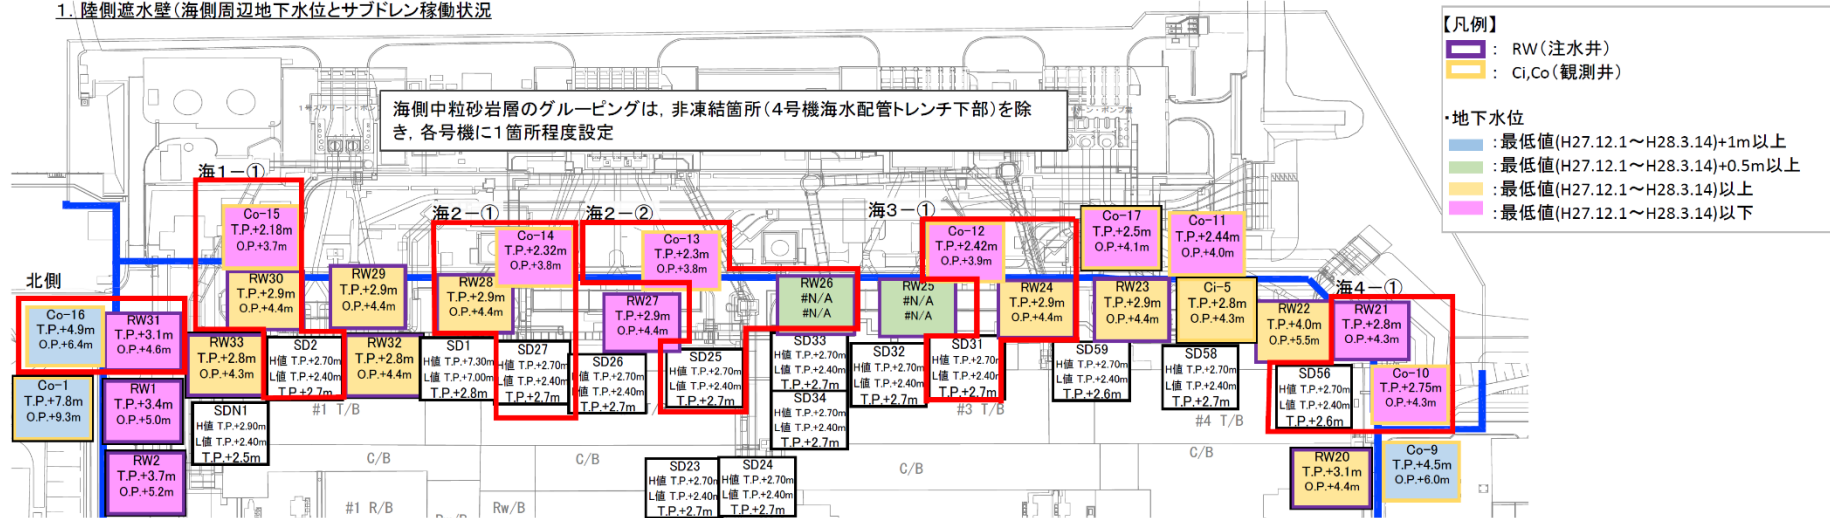 1. 陸側遮水壁(海側周辺地下水位とサブドレン稼働状況
【凡例】
: RW(注水井)
: Ci,Co(観測井)
・地下水位
:最低値(H27.12.1～H28.3.14)+1m以上
:最低値(H27.12.1～H28.3.14)+0.5m以上
:最低値(H27.12.1～H28.3.14)以上
:最低値(H27.12.1～H28.3.14)以下
海側中粒砂岩層のグルーピングは，非凍結箇所(4号機海水配管トレンチ下部)を除
き，各号機に1箇所程度設定
海1-①
海2-①
海2-②
海3-①
海4-①
北側
Co-15
T.P.+2.18m
O.P.+3.7m
Co-14
T.P.+2.32m
O.P.+3.8m
Co-13
T.P.+2.3m
O.P.+3.8m
Co-12
T.P.+2.42m
O.P.+3.9m
Co-17
T.P.+2.5m
O.P.+4.1m
Co-11
T.P.+2.44m
O.P.+4.0m
RW30
T.P.+2.9m
O.P.+4.4m
RW29
T.P.+2.9m
O.P.+4.4m
RW28
T.P.+2.9m
O.P.+4.4m
RW27
T.P.+2.9m
O.P.+4.4m
RW26
#N/A
#N/A
RW25
#N/A
#N/A
RW24
T.P.+2.9m
O.P.+4.4m
RW23
T.P.+2.9m
O.P.+4.4m
Ci-5
T.P.+2.8m
O.P.+4.3m
RW22
T.P.+4.0m
O.P.+5.5m
RW21
T.P.+2.8m
O.P.+4.3m
Co-16
T.P.+4.9m
O.P.+6.4m
RW31
T.P.+3.1m
O.P.+4.6m
RW33
T.P.+2.8m
O.P.+4.3m
SD2
H値 T.P.+2.70m
L値 T.P.+2.40m
T.P.+2.7m
RW32
T.P.+2.8m
O.P.+4.4m
SD1
H値 T.P.+7.30m
L値 T.P.+7.00m
T.P.+2.8m
SD27
H値 T.P.+2.70m
L値 T.P.+2.40m
T.P.+2.7m
SD26
H値 T.P.+2.70m
L値 T.P.+2.40m
T.P.+2.7m
SD25
H値 T.P.+2.70m
L値 T.P.+2.40m
T.P.+2.7m
SD33
H値 T.P.+2.70m
L値 T.P.+2.40m
T.P.+2.7m
SD32
H値 T.P.+2.70m
L値 T.P.+2.40m
T.P.+2.7m
SD31
H値 T.P.+2.70m
L値 T.P.+2.40m
T.P.+2.7m
SD59
H値 T.P.+2.70m
L値 T.P.+2.40m
T.P.+2.6m
SD58
H値 T.P.+2.70m
L値 T.P.+2.40m
T.P.+2.7m
SD56
H値 T.P.+2.70m
L値 T.P.+2.40m
T.P.+2.6m
Co-10
T.P.+2.75m
O.P.+4.3m
Co-1
T.P.+7.8m
O.P.+9.3m
RW1
T.P.+3.4m
O.P.+5.0m
SDN1
H値 T.P.+2.90m
L値 T.P.+2.40m
T.P.+2.5m
SD34
H値 T.P.+2.70m
L値 T.P.+2.40m
T.P.+2.7m
#1 T/B
#3 T/B
#4 T/B
RW2
T.P.+3.7m
O.P.+5.2m
C/B
C/B
C/B
C/B
SD23
H値 T.P.+2.70m
L値 T.P.+2.40m
T.P.+2.7m
SD24
H値 T.P.+2.70m
L値 T.P.+2.40m
T.P.+2.7m
RW20
T.P.+3.1m
O.P.+4.4m
Co-9
T.P.+4.5m
O.P.+6.0m
#1 R/B
Rw/B